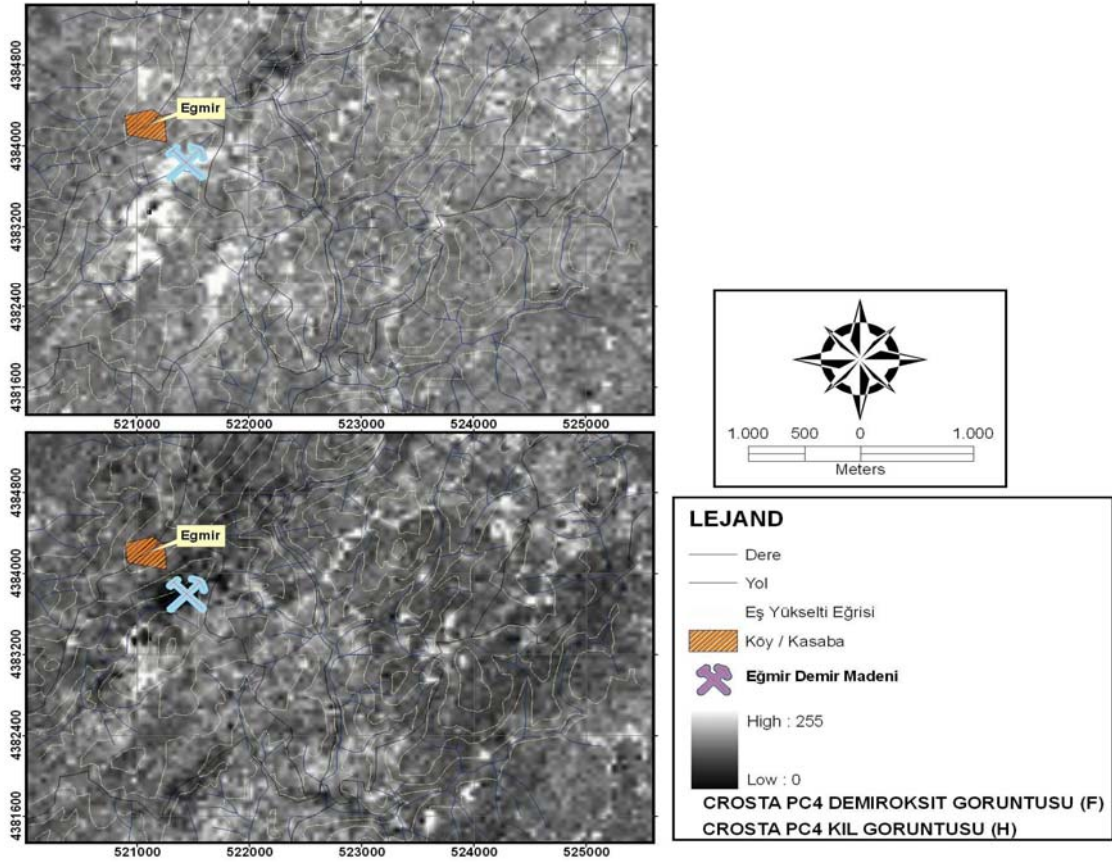 4384800
4384000
4383200
4382400
4381600
Egmir
521000 522000 523000 524000 525000
4384800
4384000
4383200
4382400
4381600
Egmir
521000 522000 523000 524000 525000
1.000 500 0 1.000
Meters
LEJAND
Dere
Yol
Eş Yükselti Eğrisi
Köy / Kasaba
Eğmir Demir Madeni
High : 255
Low : 0
CROSTA PC4 DEMIROKSIT GORUNTUSU (F)
CROSTA PC4 KIL GORUNTUSU (H)